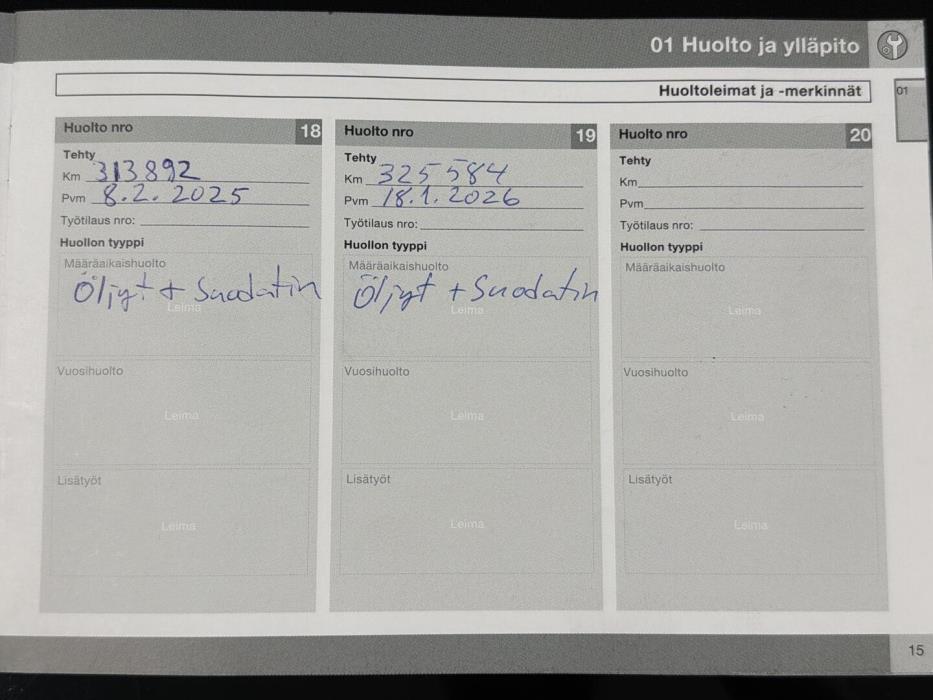 01 Huolto ja ylläpito
Huoltoleimat ja -merkinnät
01
Huolto nro 18
Tehty
Km 313892
Pvm 8.2.2025
Työtilaus nro:
Huollon tyyppi
Määräaikaishuolto
Öljyt + Suodatin
Leima
Vuosihuolto
Leima
Lisätyöt
Leima
Huolto nro 19
Tehty
Km 325584
Pvm 18.1.2026
Työtilaus nro:
Huollon tyyppi
Määräaikaishuolto
Öljyt + Suodatin
Leima
Vuosihuolto
Leima
Lisätyöt
Leima
Huolto nro 20
Tehty
Km
Pvm
Työtilaus nro:
Huollon tyyppi
Määräaikaishuolto
Leima
Vuosihuolto
Leima
Lisätyöt
Leima
15